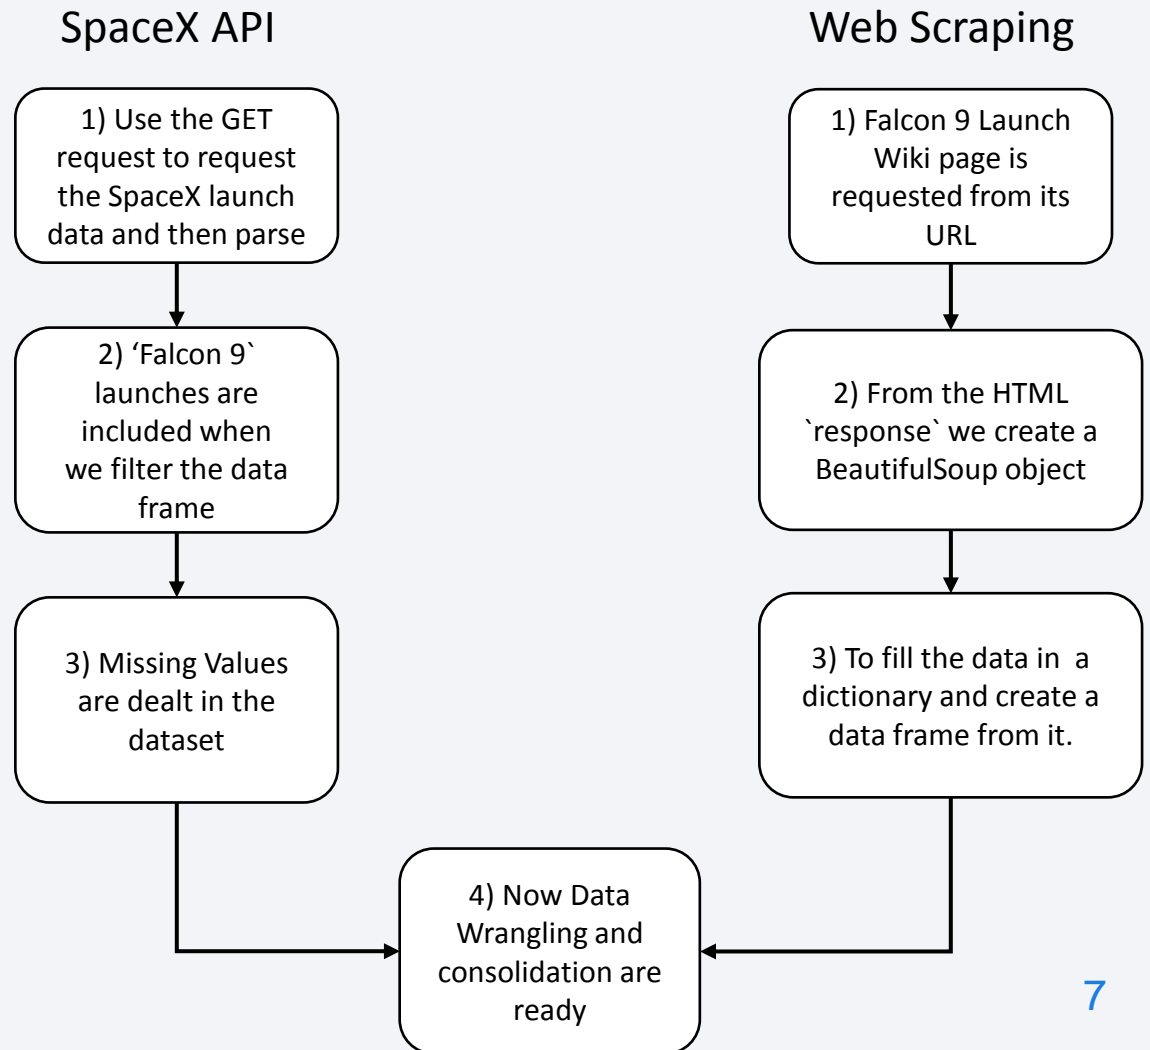 SpaceX API
1) Use the GET
request to request
the SpaceX launch
data and then parse
2) ‘Falcon 9`
launches are
included when
we filter the data
frame
3) Missing Values
are dealt in the
dataset
Web Scraping
1) Falcon 9 Launch
Wiki page is
requested from its
URL
2) From the HTML
`response` we create a
BeautifulSoup object
3) To fill the data in a
dictionary and create a
data frame from it.
4) Now Data
Wrangling and
consolidation are
ready
7